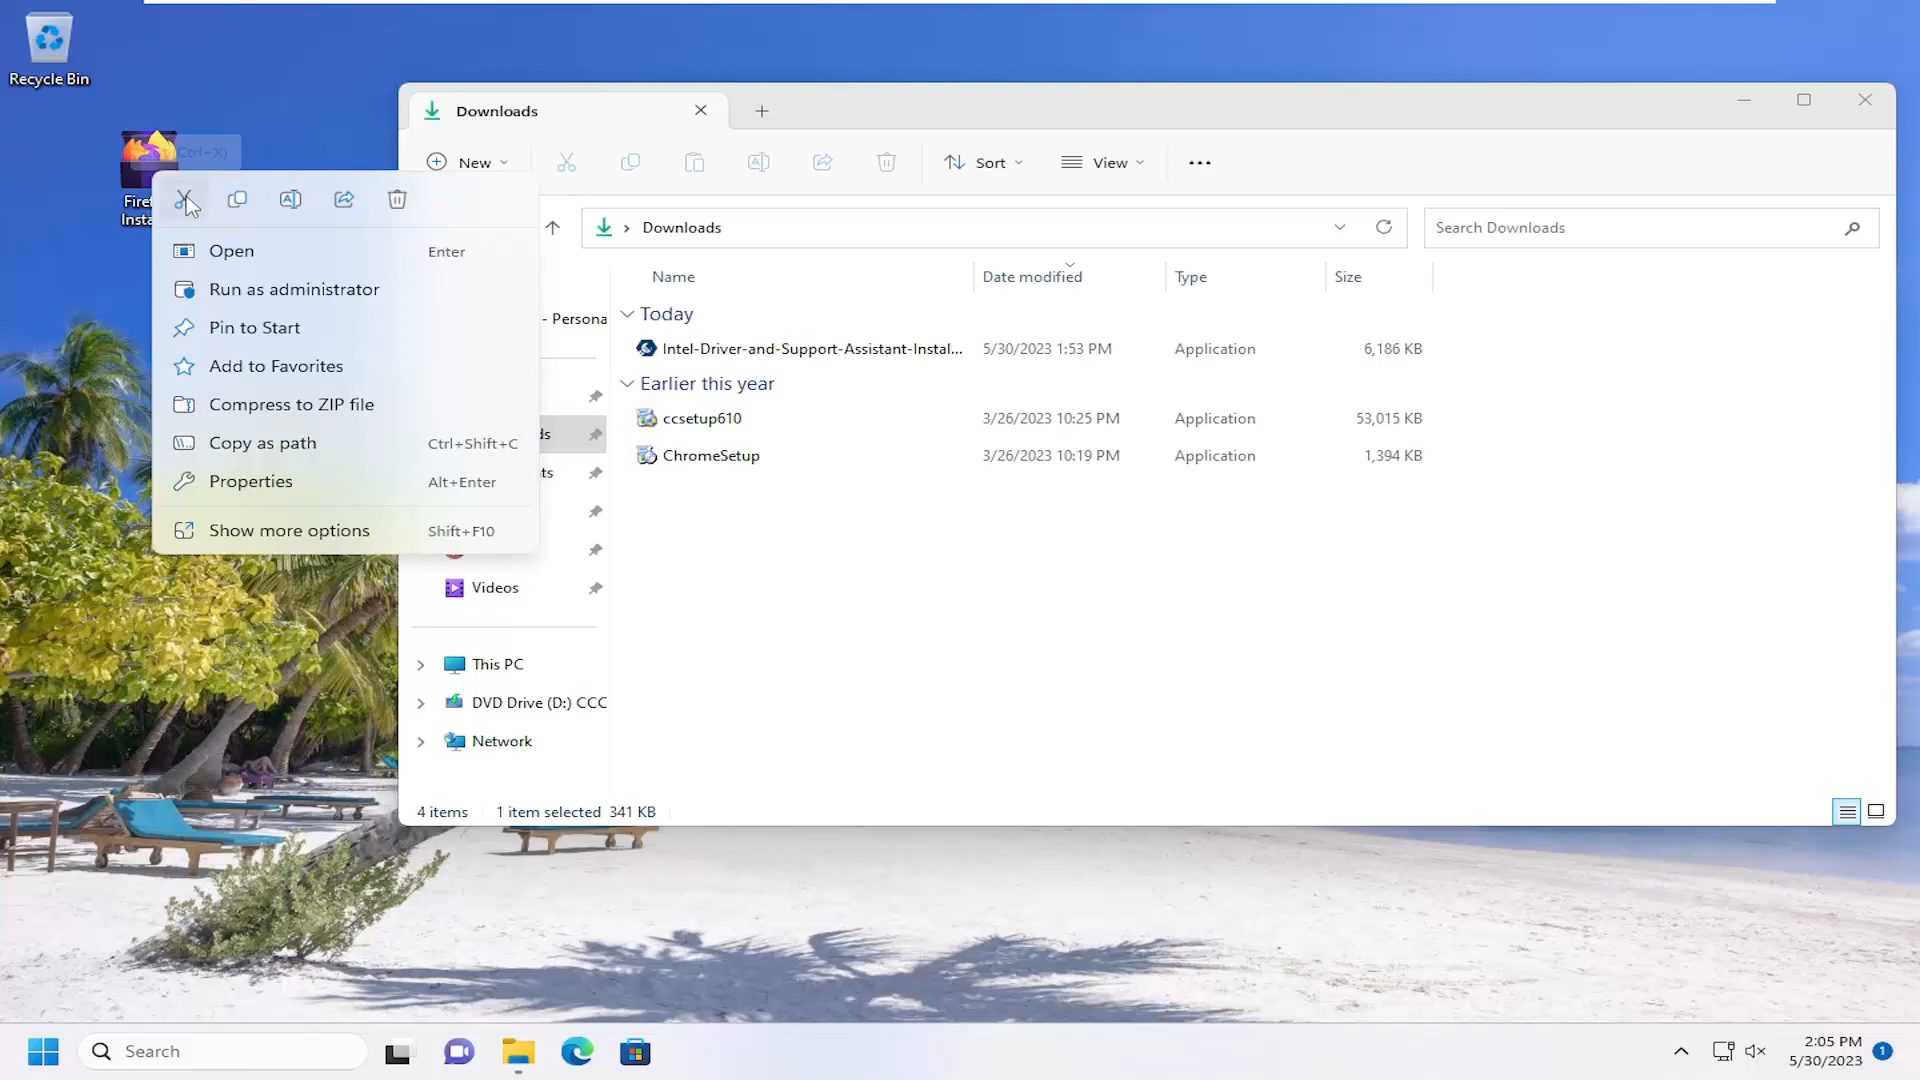 Recycle Bin
Downloads
(Ctrl+X)
New
Sort
View
Downloads
Search Downloads
Open Enter
Run as administrator
Pin to Start
Add to Favorites
Compress to ZIP file
Copy as path Ctrl+Shift+C
Properties Alt+Enter
Show more options Shift+F10
- Persona
Name Date modified Type Size
Today
Intel-Driver-and-Support-Assistant-Instal... 5/30/2023 1:53 PM Application 6,186 KB
Earlier this year
ccsetup610 3/26/2023 10:25 PM Application 53,015 KB
ChromeSetup 3/26/2023 10:19 PM Application 1,394 KB
Videos
This PC
DVD Drive (D:) CCC
Network
4 items 1 item selected 341 KB
Search
2:05 PM
5/30/2023
1